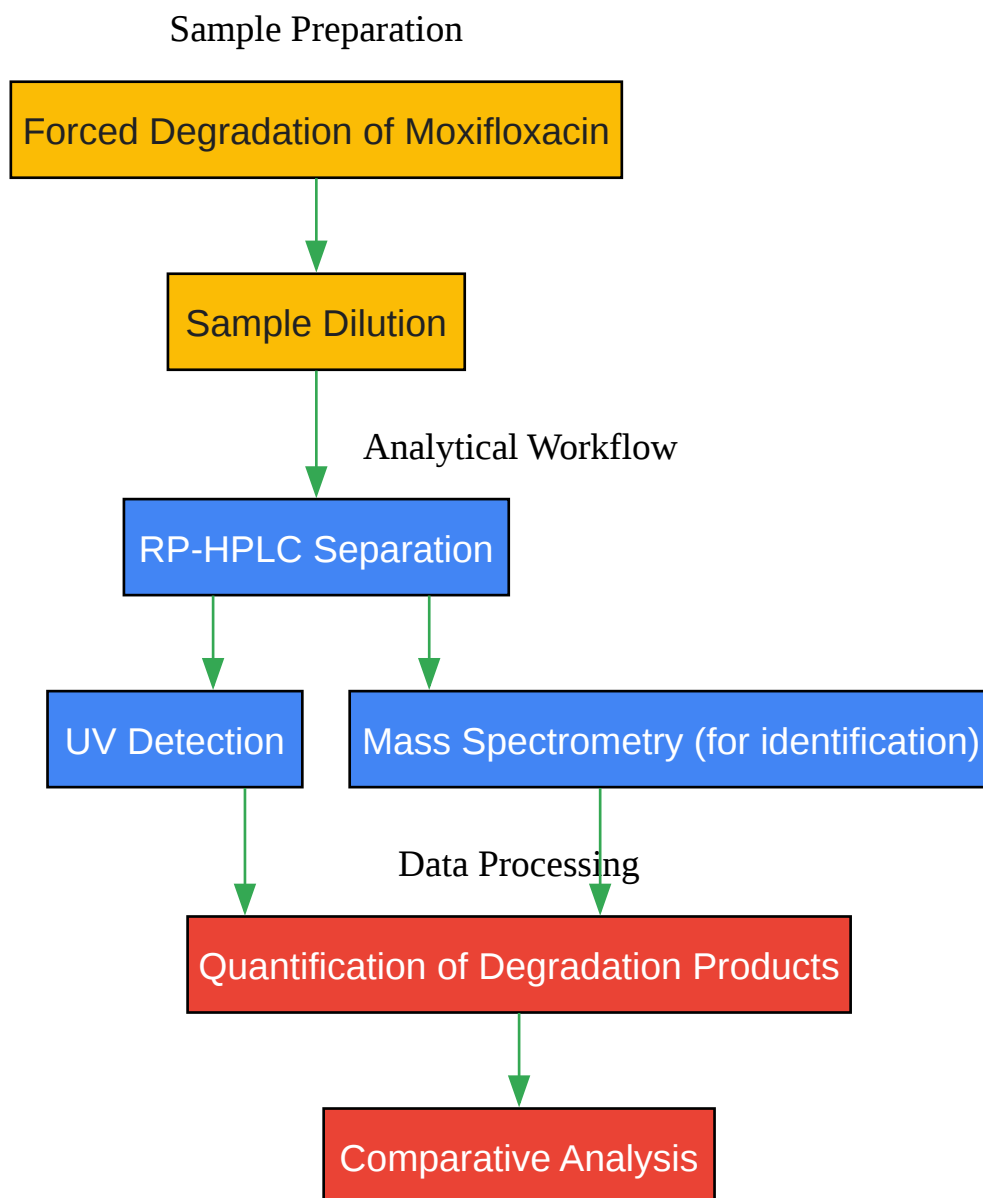 Sample Preparation
Forced Degradation of Moxifloxacin
Sample Dilution
Analytical Workflow
RP-HPLC Separation
UV Detection
Mass Spectrometry (for identification)
Data Processing
Quantification of Degradation Products
Comparative Analysis